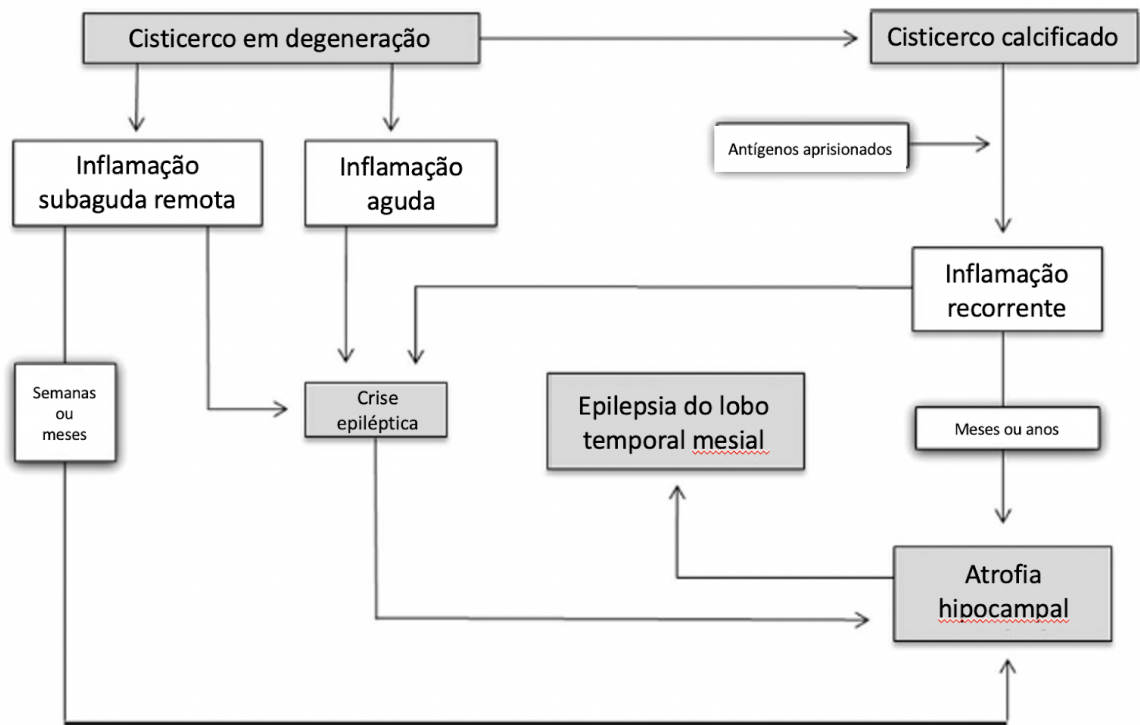 Cisticerco em degeneração
Cisticerco calcificado
Antígenos aprisionados
Inflamação
subaguda remota
Inflamação
aguda
Inflamação
recorrente
Semanas
ou
meses
Crise
epiléptica
Epilepsia do lobo
temporal mesial
Meses ou anos
Atrofia
hipocampal